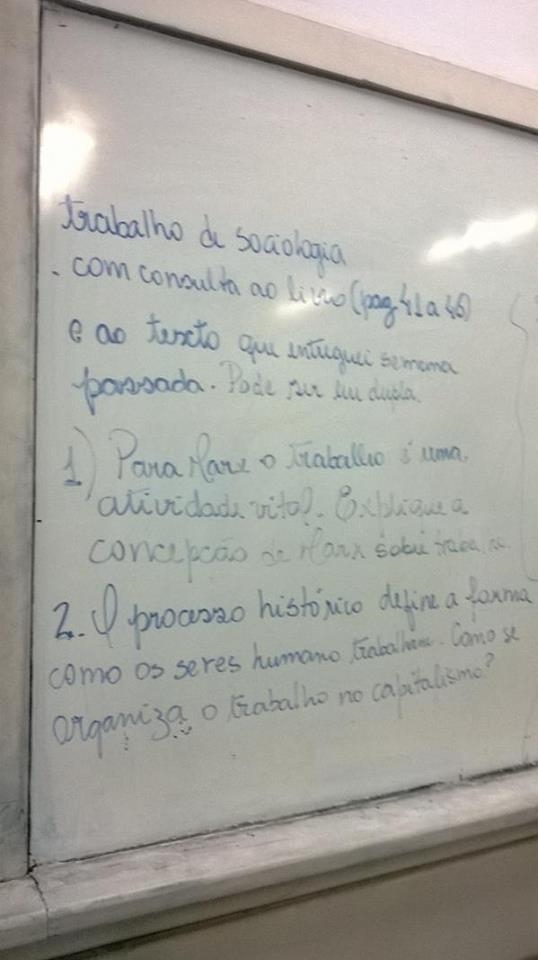 trabalho de sociologia
. com consulta ao livro (pag 41 a 46)
e ao texto que entreguei semana
passada. Pode ser em dupla.
1) Para Marx o trabalho é uma
atividade vital. Explique a
concepção de Marx sobre
2. O processo histórico define a forma
como os seres humano trabalham. Como se
organiza o trabalho no capitalismo?